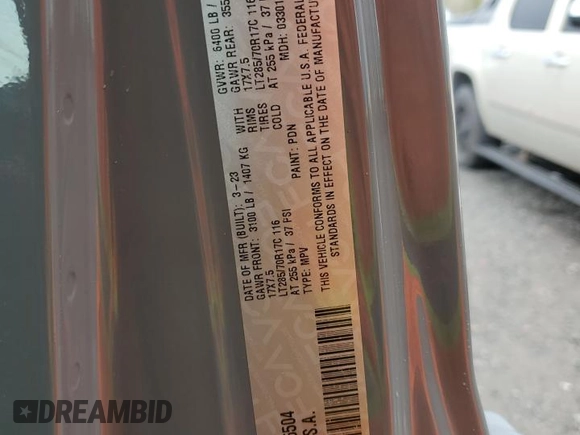 DATE OF MFR (BUILT): 3-23 GVWR: 6400 LB /
GAWR FRONT: 3100 LB / 1407 KG WITH GAWR REAR: 355
17X7.5 RIMS 17X7.5
LT285/70R17C 116 TIRES LT285/70R17C 116
AT 255 kPa / 37 PSI COLD AT 255 kPa / 37
TYPE: MPV PAINT: PDN MDH: 03301
THIS VEHICLE CONFORMS TO ALL APPLICABLE U.S.A. FEDERAL
STANDARDS IN EFFECT ON THE DATE OF MANUFACTUR
5504
S.A.
DREAMBID